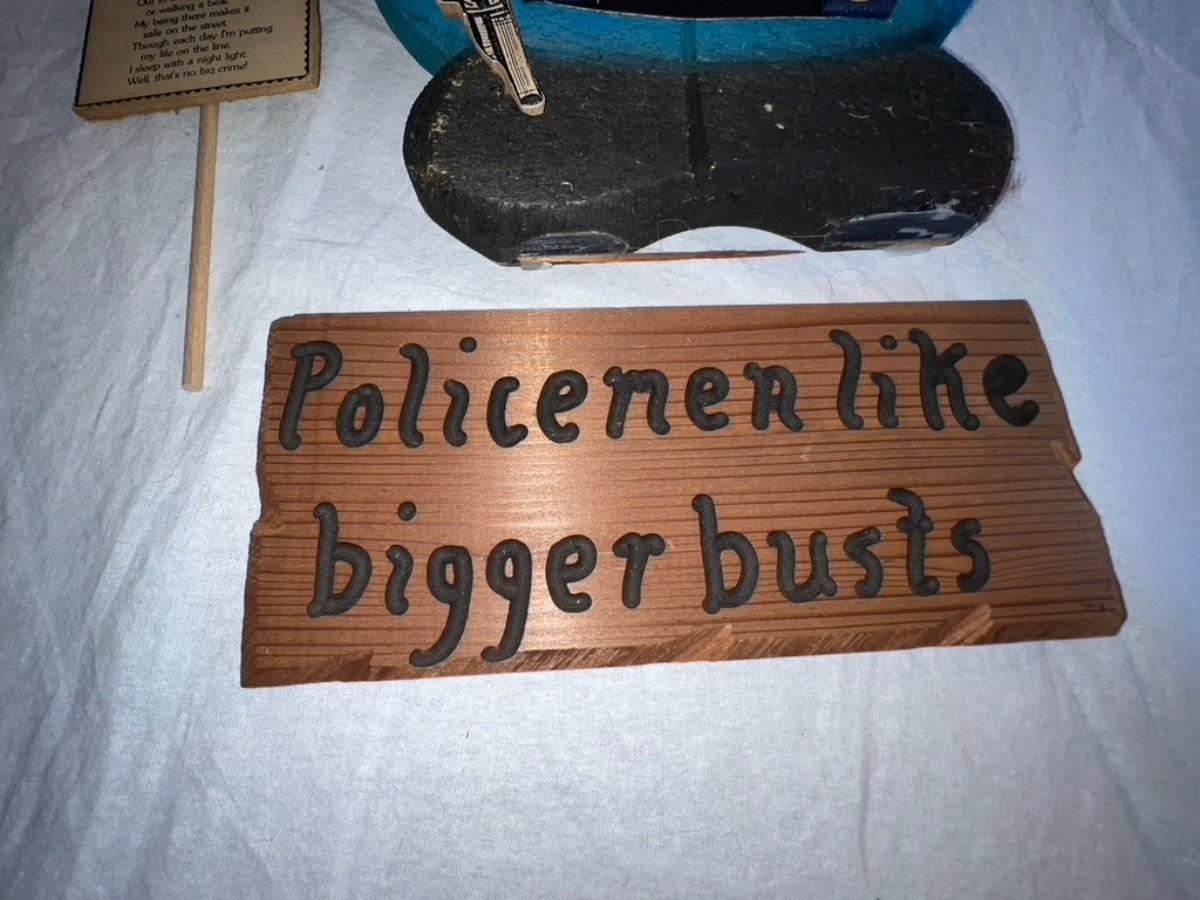 or walking a beat.
My being there makes it
safe on the street.
Though each day I'm putting
my life on the line.
I sleep with a night light;
Well, that's no big crime!
Policemen like
bigger busts